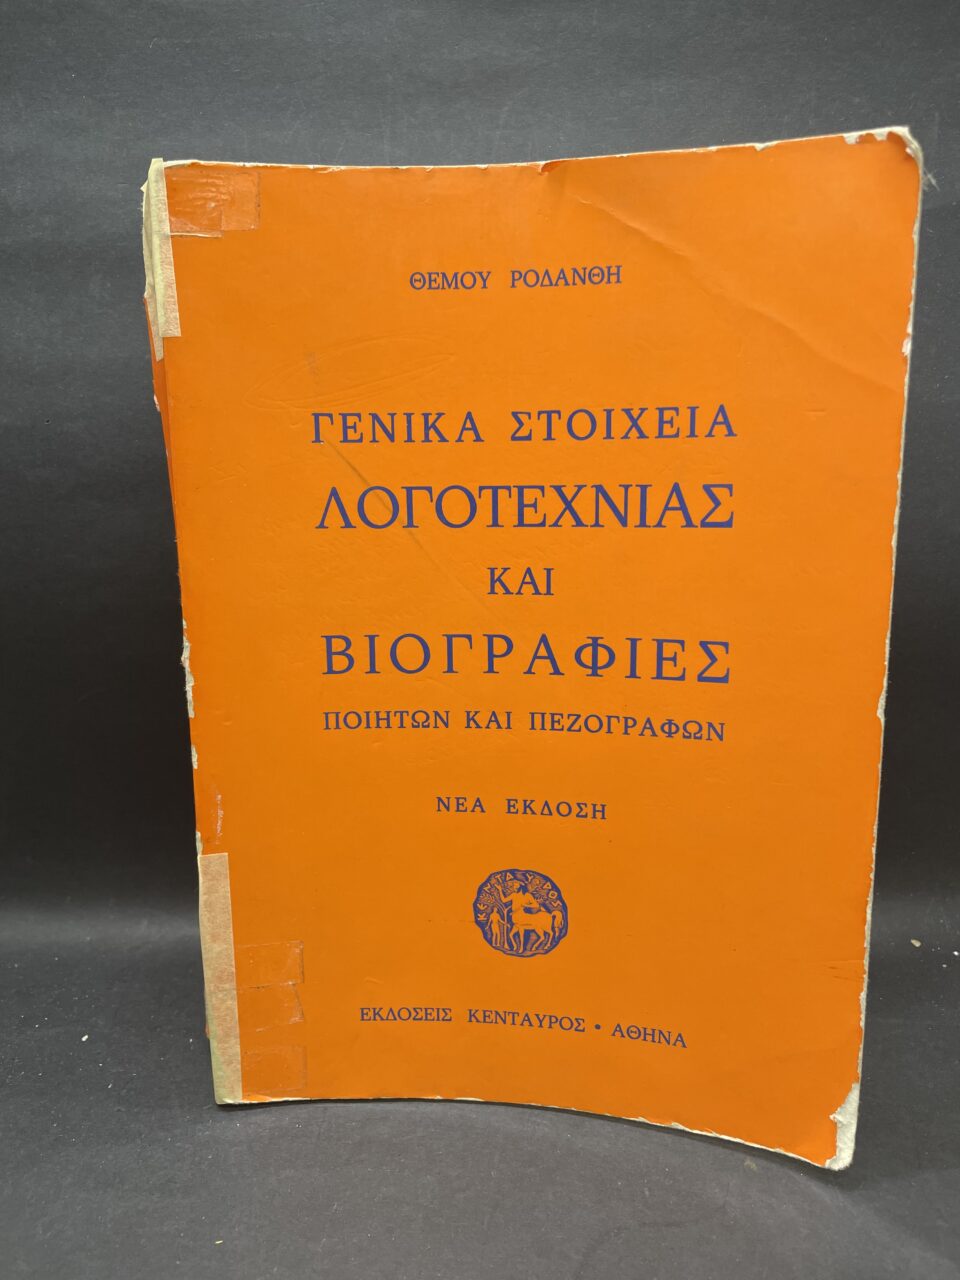 ΘΕΜΟΥ ΡΟΔΑΝΘΗ
ΓΕΝΙΚΑ ΣΤΟΙΧΕΙΑ
ΛΟΓΟΤΕΧΝΙΑΣ
ΚΑΙ
ΒΙΟΓΡΑΦΙΕΣ
ΠΟΙΗΤΩΝ ΚΑΙ ΠΕΖΟΓΡΑΦΩΝ
ΝΕΑ ΕΚΔΟΣΗ
ΚΕΝΤΑΥΡΟΣ
ΕΚΔΟΣΕΙΣ ΚΕΝΤΑΥΡΟΣ • ΑΘΗΝΑ